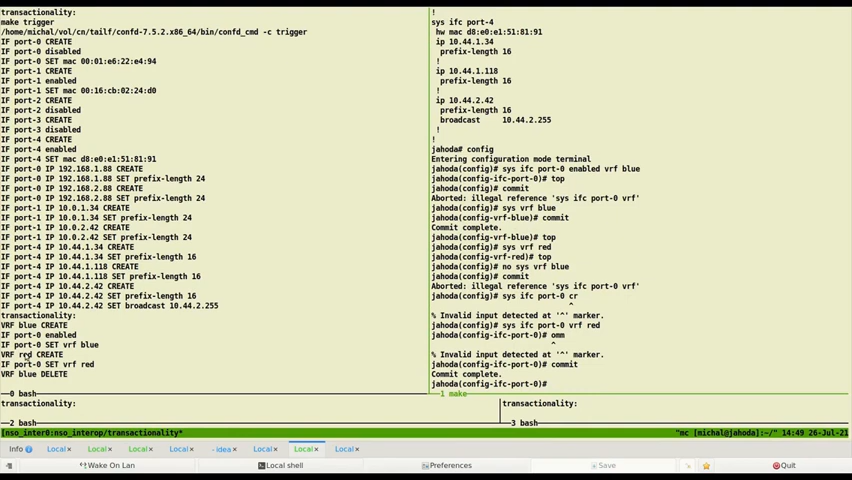 transactionality:
make trigger
/home/michal/vol/cn/tailf/confd-7.5.2.x86_64/bin/confd_cmd -c trigger
IF port-0 CREATE
IF port-0 disabled
IF port-0 SET mac 00:01:e6:22:e4:94
IF port-1 CREATE
IF port-1 enabled
IF port-1 SET mac 00:16:cb:02:24:d0
IF port-2 CREATE
IF port-2 disabled
IF port-3 CREATE
IF port-3 disabled
IF port-4 CREATE
IF port-4 enabled
IF port-4 SET mac d8:e0:e1:51:81:91
IF port-0 IP 192.168.1.88 CREATE
IF port-0 IP 192.168.1.88 SET prefix-length 24
IF port-0 IP 192.168.2.88 CREATE
IF port-0 IP 192.168.2.88 SET prefix-length 24
IF port-1 IP 10.0.1.34 CREATE
IF port-1 IP 10.0.1.34 SET prefix-length 24
IF port-1 IP 10.0.2.42 CREATE
IF port-1 IP 10.0.2.42 SET prefix-length 24
IF port-4 IP 10.44.1.34 CREATE
IF port-4 IP 10.44.1.34 SET prefix-length 16
IF port-4 IP 10.44.1.118 CREATE
IF port-4 IP 10.44.1.118 SET prefix-length 16
IF port-4 IP 10.44.2.42 CREATE
IF port-4 IP 10.44.2.42 SET prefix-length 16
IF port-4 IP 10.44.2.42 SET broadcast 10.44.2.255
transactionality:
VRF blue CREATE
IF port-0 enabled
IF port-0 SET vrf blue
VRF red CREATE
IF port-0 SET vrf red
VRF blue DELETE
0 bash
!
sys ifc port-4
hw mac d8:e0:e1:51:81:91
ip 10.44.1.34
prefix-length 16
!
ip 10.44.1.118
prefix-length 16
!
ip 10.44.2.42
prefix-length 16
broadcast     10.44.2.255
!
!
jahoda# config
Entering configuration mode terminal
jahoda(config)# sys ifc port-0 enabled vrf blue
jahoda(config-ifc-port-0)# top
jahoda(config)# commit
Aborted: illegal reference 'sys ifc port-0 vrf'
jahoda(config)# sys vrf blue
jahoda(config-vrf-blue)# commit
Commit complete.
jahoda(config-vrf-blue)# top
jahoda(config)# sys vrf red
jahoda(config-vrf-red)# top
jahoda(config)# no sys vrf blue
jahoda(config)# commit
Aborted: illegal reference 'sys ifc port-0 vrf'
jahoda(config)# sys ifc port-0 cr
^
% Invalid input detected at '^' marker.
jahoda(config)# sys ifc port-0 vrf red
jahoda(config-ifc-port-0)# omm
^
% Invalid input detected at '^' marker.
jahoda(config-ifc-port-0)# commit
Commit complete.
jahoda(config-ifc-port-0)#
1 make
transactionality:
2 bash
transactionality:
3 bash
[nso_inter0:nso_interop/transactionality* "mc [michal@jahoda]:~/" 14:49 26-Jul-21
Info Local× Local× Local× Local× - idea× Local× Local× Local×
Wake On Lan Local shell Preferences Save Quit